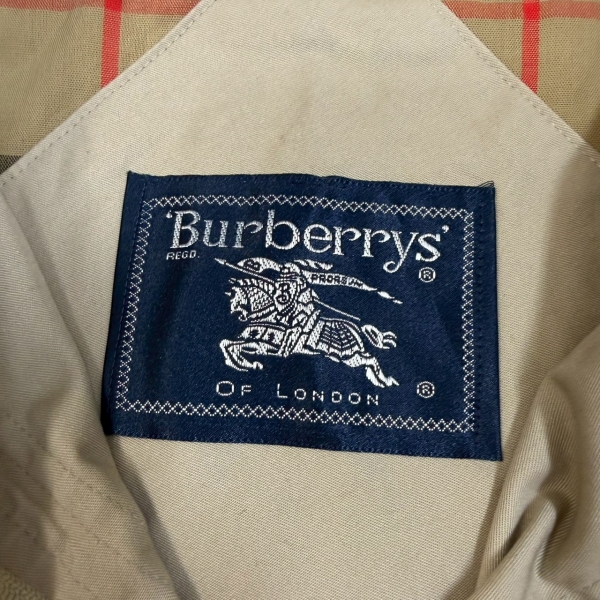 'Burberrys'
REGD. ®
PRORSUM
OF LONDON ®